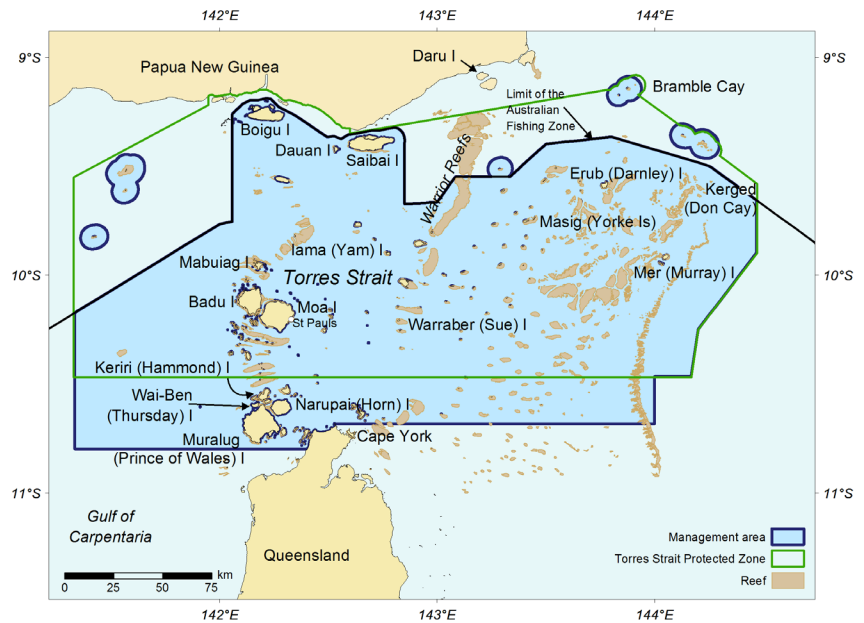 142°E
143°E
144°E
9°S
9°S
Daru I
Papua New Guinea
Bramble Cay
Limit of the
Australian
Fishing Zone
Boigu I
Dauan I
Saibai I
Warrior Reefs
Erub (Darnley) I
Kerged
(Don Cay)
Masig (Yorke Is)
Iama (Yam) I
Mabuiag I
Torres Strait
Mer (Murray) I
10°S
10°S
Badu I
Moa I
St Pauls
Warraber (Sue) I
Keriri (Hammond) I
Wai-Ben
(Thursday) I
Narupai (Horn) I
Muralug
(Prince of Wales) I
Cape York
11°S
11°S
Gulf of
Carpentaria
Queensland
Management area
Torres Strait Protected Zone
Reef
km
0 25 50 75
142°E
143°E
144°E